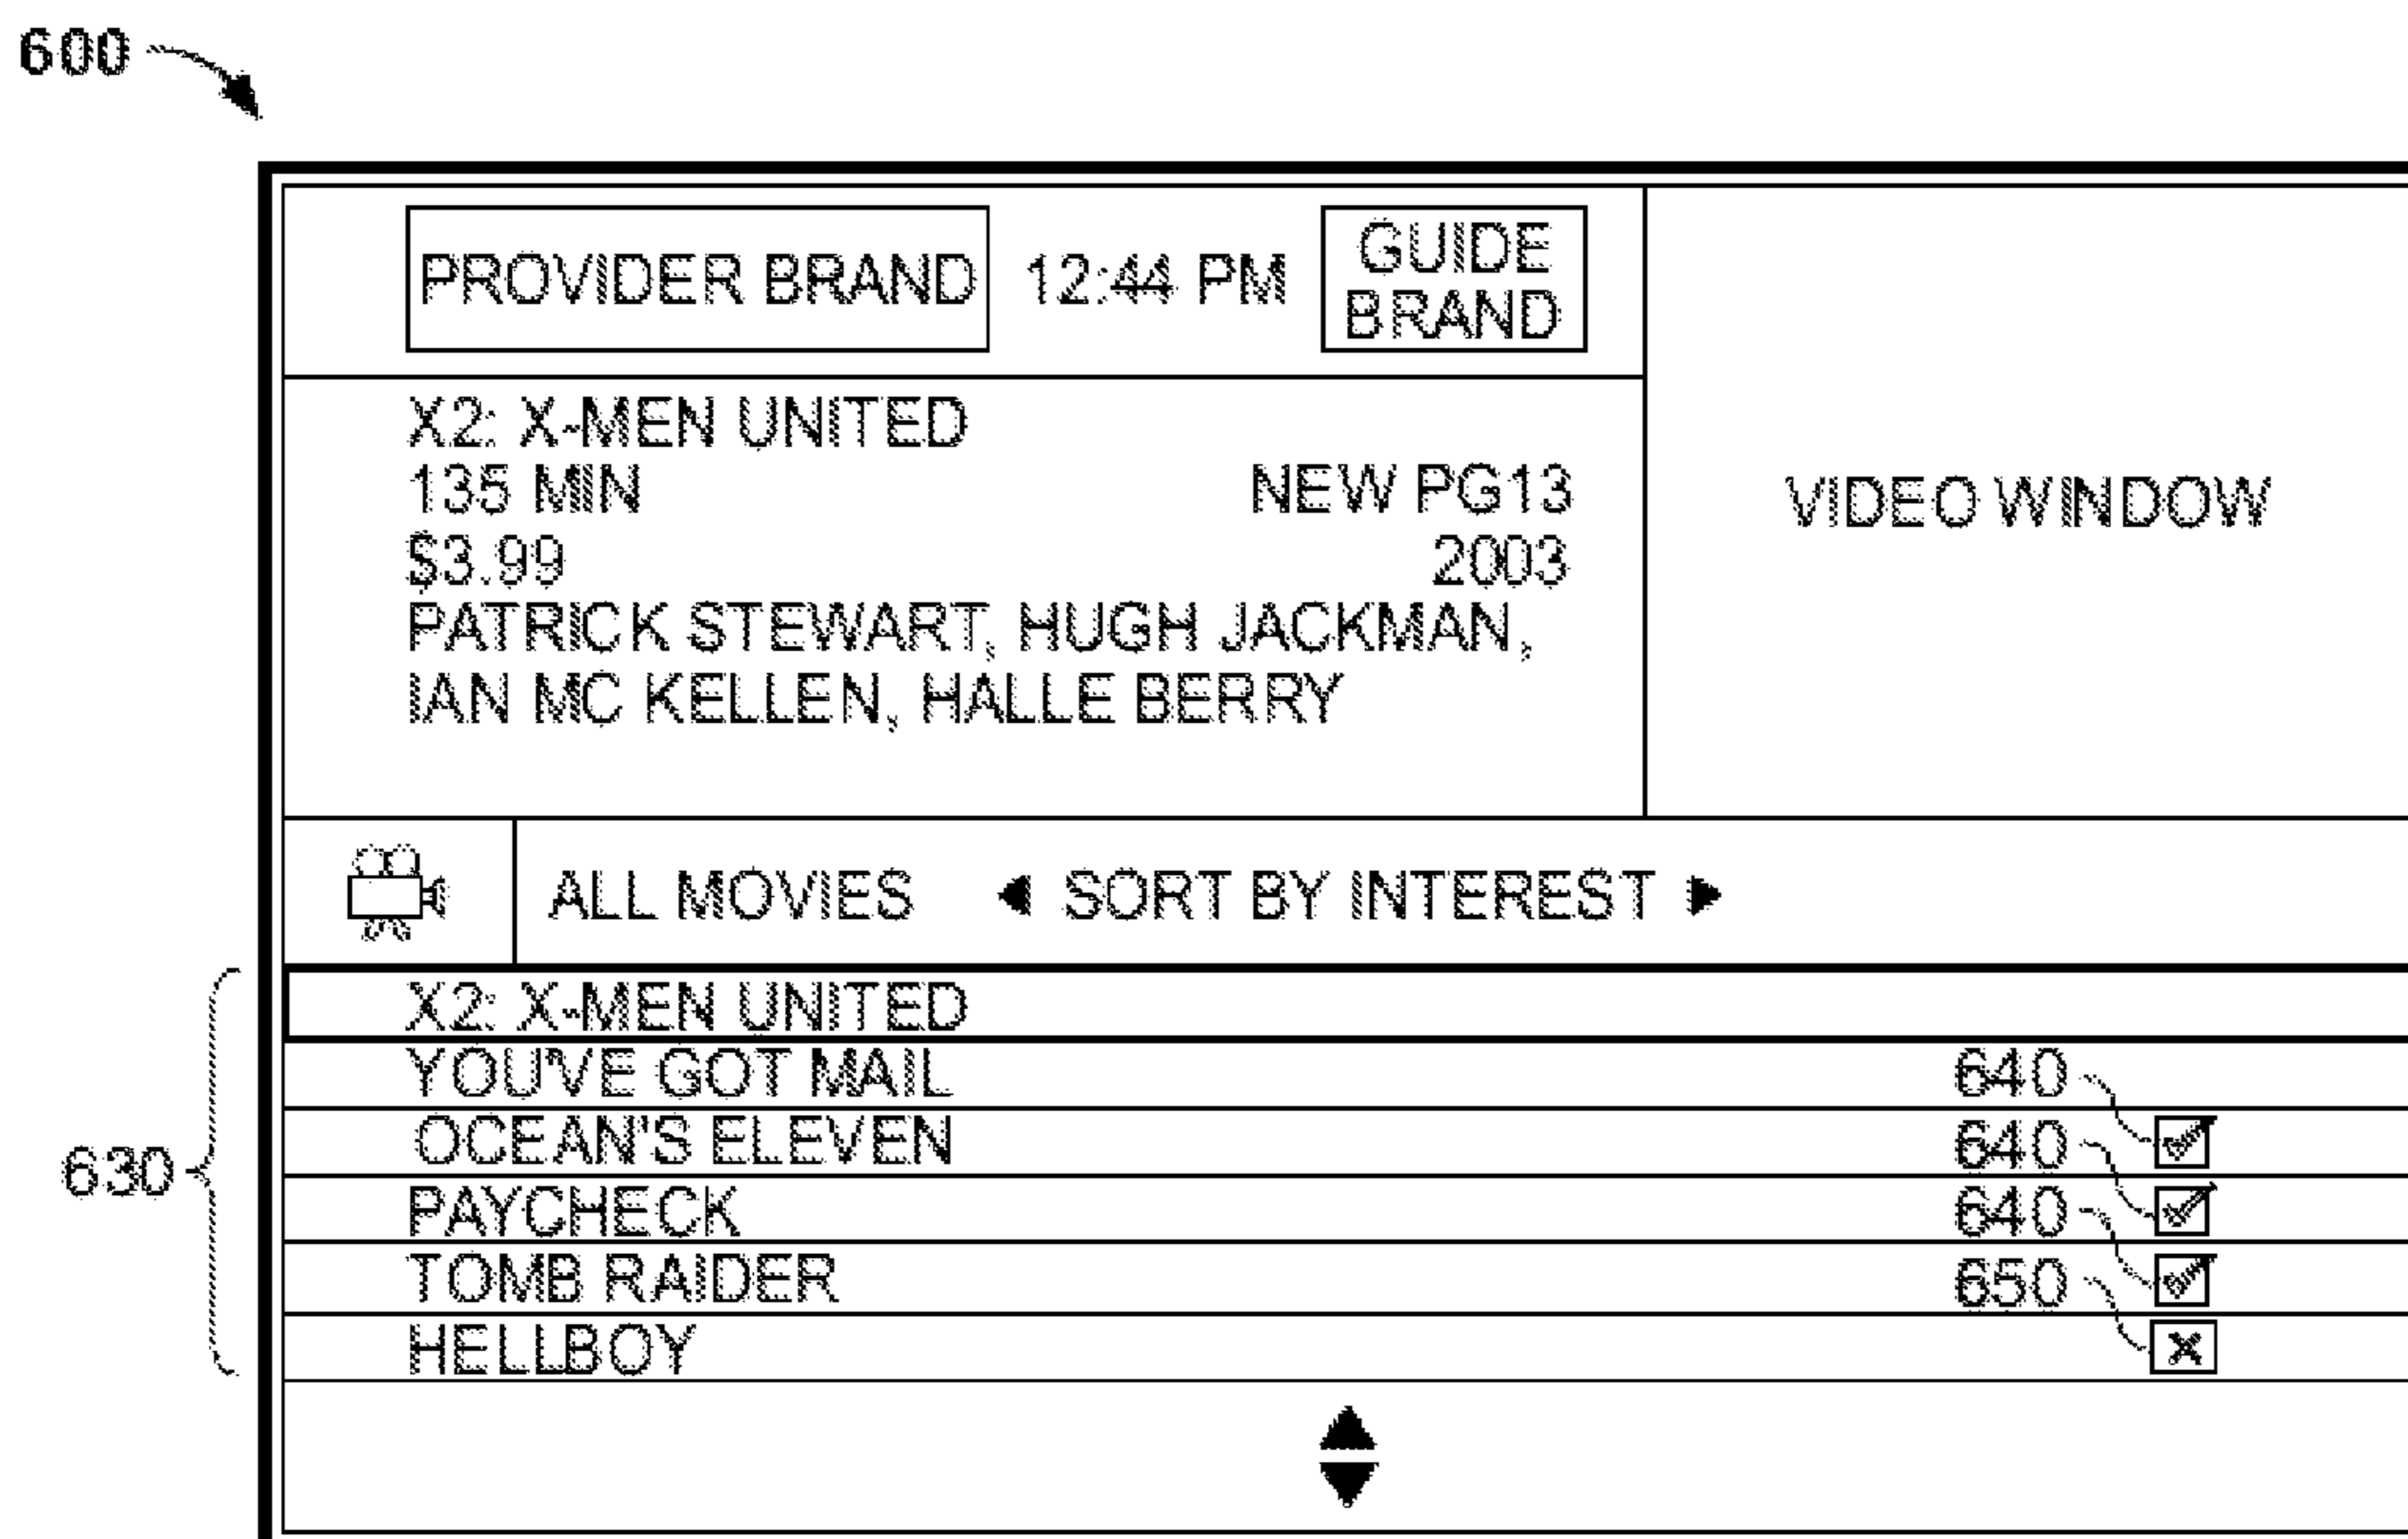 600
PROVIDER BRAND 12:44 PM GUIDE BRAND
X2: X-MEN UNITED
135 MIN NEW PG13
$3.99 2003
PATRICK STEWART, HUGH JACKMAN,
IAN MC KELLEN, HALLE BERRY
VIDEO WINDOW
ALL MOVIES ◀ SORT BY INTEREST ▶
630
X2: X-MEN UNITED
YOU'VE GOT MAIL 640
OCEAN'S ELEVEN 640
PAYCHECK 640
TOMB RAIDER 650
HELLBOY